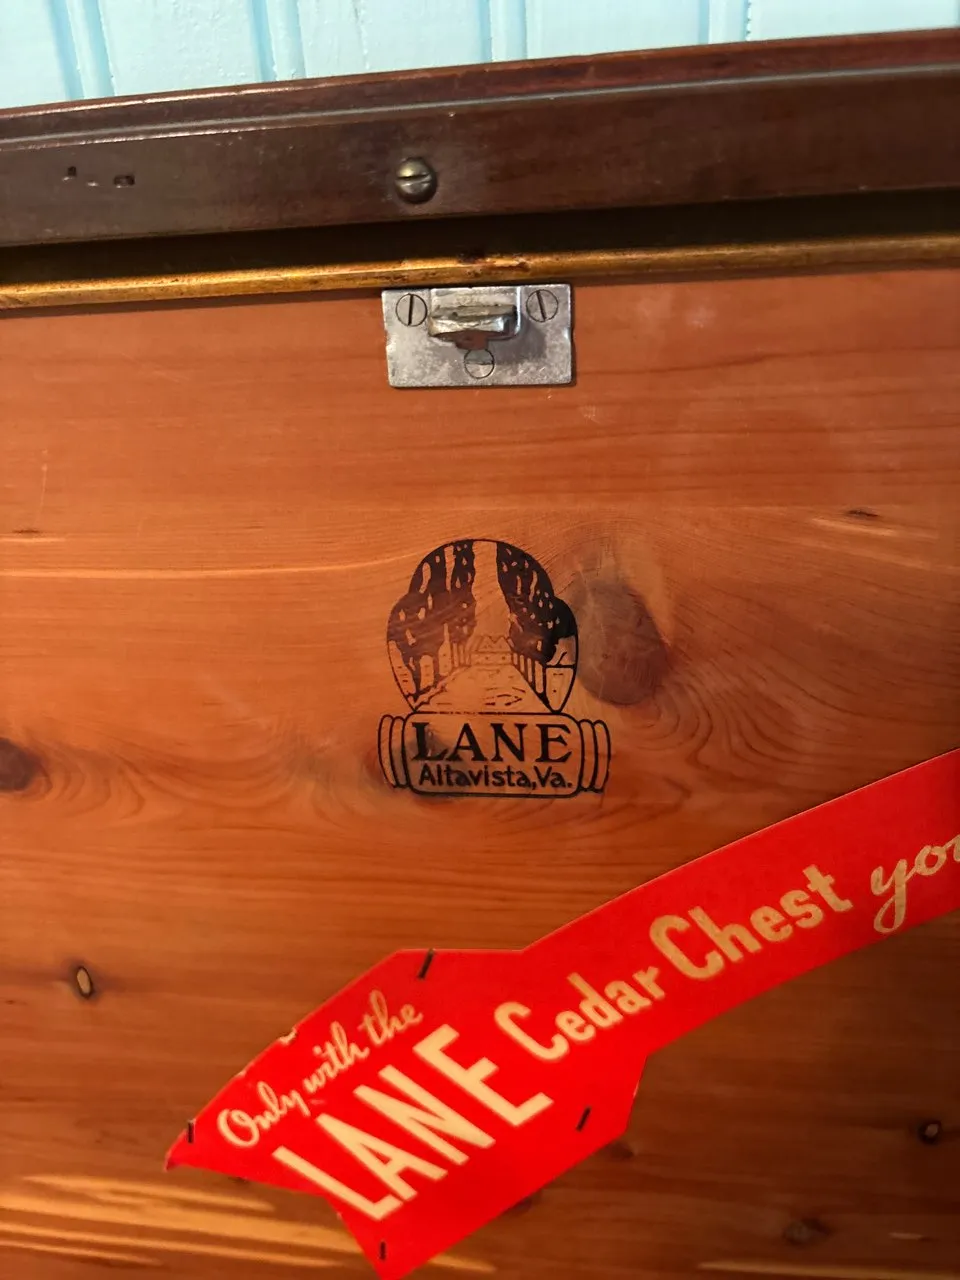 LANE
Altavista, Va.
Only with the
LANE Cedar Chest